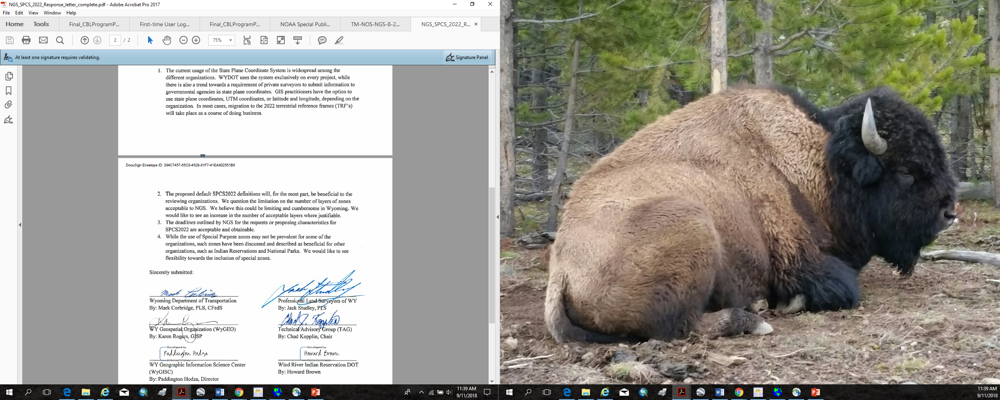 NGS_SPCS_2022_Response_letter_complete.pdf - Adobe Acrobat Pro 2017
File Edit View Window Help
Home Tools Final_CBLProgramP... First-time User Log... Final_CBLProgramP... NOAA Special Publi... TM-NOS-NGS-8-2... NGS_SPCS_2022_R... ×
2 / 2 75%
At least one signature requires validating. Signature Panel
1. The current usage of the State Plane Coordinate System is widespread among the
different organizations. WYDOT uses the system exclusively on every project, while
there is also a trend towards a requirement of private surveyors to submit information to
governmental agencies in state plane coordinates. GIS practitioners have the option to
use state plane coordinates, UTM coordinates, or latitude and longitude, depending on the
organization. In most cases, migration to the 2022 terrestrial reference frames (TRF's)
will take place as a course of doing business.
DocuSign Envelope ID: 394C7457-65C8-4529-81F7-41EA902551B6
2. The proposed default SPCS2022 definitions will, for the most part, be beneficial to the
reviewing organizations. We question the limitation on the number of layers of zones
acceptable to NGS. We believe this could be limiting and cumbersome in Wyoming. We
would like to see an increase in the number of acceptable layers where justifiable.
3. The deadlines outlined by NGS for the requests or proposing characteristics for
SPCS2022 are acceptable and obtainable.
4. While the use of Special Purpose zones may not be prevalent for some of the
organizations, such zones have been discussed and described as beneficial for other
organizations, such as Indian Reservations and National Parks. We would like to see
flexibility towards the inclusion of special zones.
Sincerely submitted:
Mark Corbridge Jack Studley
Wyoming Department of Transportation Professional Land Surveyors of WY
By: Mark Corbridge, PLS, CFedS By: Jack Studley, PLS
Chad J. Kopplin
WY Geospatial Organization (WyGEO) Technical Advisory Group (TAG)
By: Karen Rogers, GISP By: Chad Kopplin, Chair
DocuSigned by: DocuSigned by:
Paddington Hodza Howard Brown
WY Geographic Information Science Center Wind River Indian Reservation DOT
(WyGISC) By: Howard Brown
By: Paddington Hodza, Director
11:39 AM
9/11/2018
11:39 AM
9/11/2018